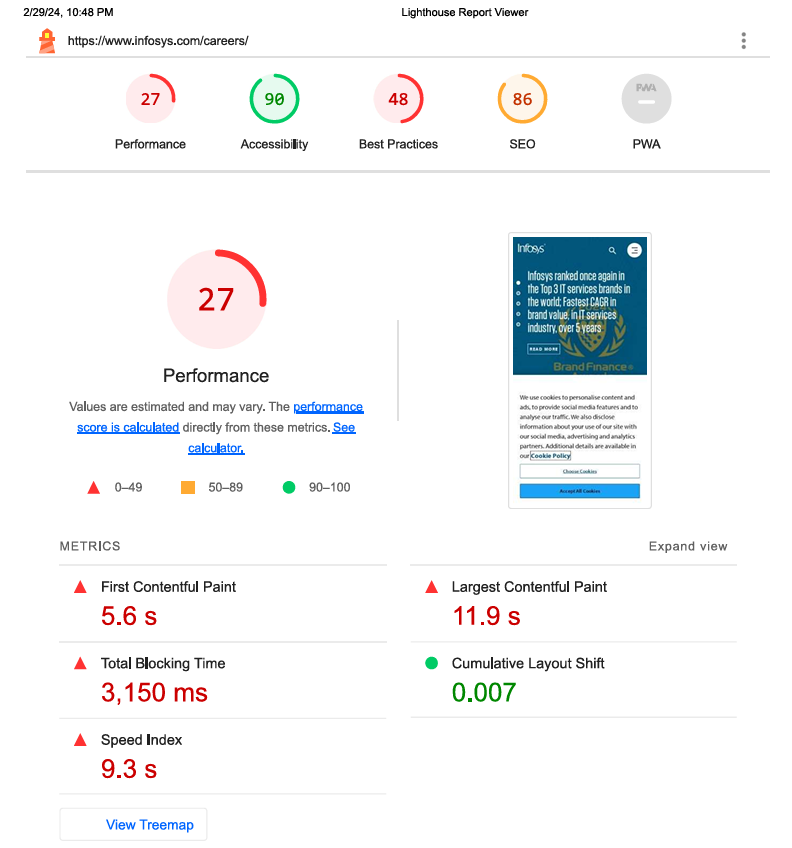 2/29/24, 10:48 PM
Lighthouse Report Viewer
https://www.infosys.com/careers/
27
90
48
86
PWA
Performance
Accessibility
Best Practices
SEO
PWA
27
Performance
Values are estimated and may vary. The performance
score is calculated directly from these metrics. See
calculator.
0–49
50–89
90–100
Infosys
Infosys ranked once again in
the Top 3 IT services brands in
the world; Fastest CAGR in
brand value, in IT services
industry, over 5 years
READ MORE
Brand Finance
We use cookies to personalise content and
ads, to provide social media features and to
analyse our traffic. We also disclose
information about your use of our site with
our social media, advertising and analytics
partners. Additional details are available in
our Cookie Policy
Choose Cookies
Accept All Cookies
METRICS
Expand view
First Contentful Paint
5.6 s
Largest Contentful Paint
11.9 s
Total Blocking Time
3,150 ms
Cumulative Layout Shift
0.007
Speed Index
9.3 s
View Treemap